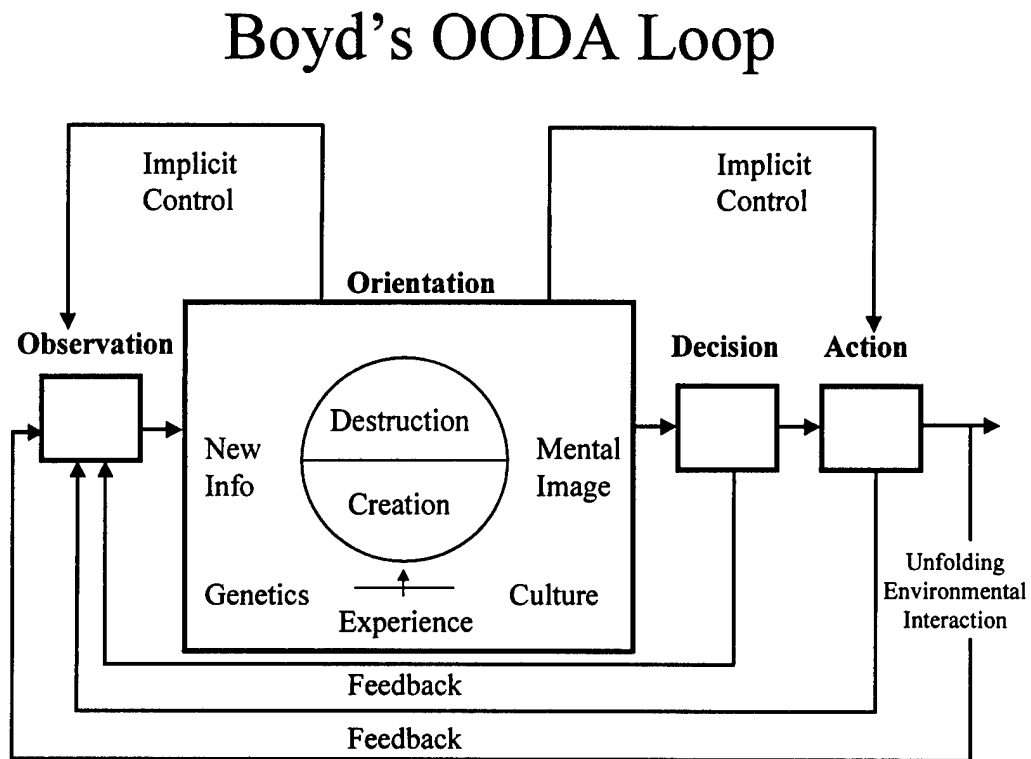 Boyd's OODA Loop
Implicit
Control
Implicit
Control
Orientation
Observation
Decision
Action
Destruction
New
Info
Mental
Image
Creation
Genetics
Culture
Experience
Unfolding
Environmental
Interaction
Feedback
Feedback